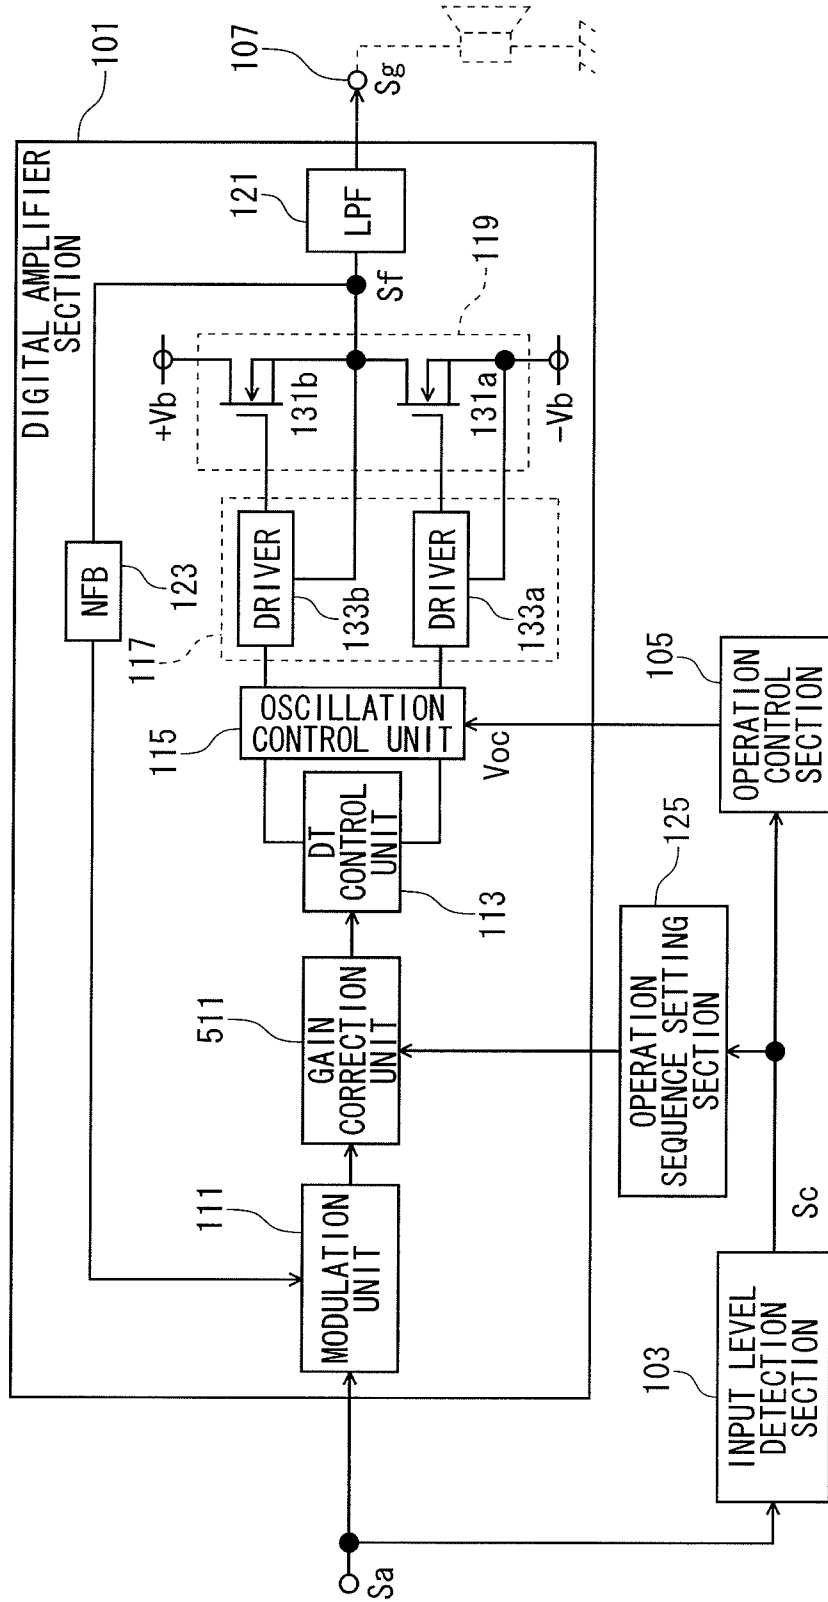 DIGITAL AMPLIFIER
SECTION
101
107
Sg
121
LPF
Sf
119
+Vb
131b
131a
-Vb
NFB
123
117
DRIVER
133b
DRIVER
133a
115
OSCILLATION
CONTROL UNIT
Voc
DT
CONTROL
UNIT
113
511
GAIN
CORRECTION
UNIT
111
MODULATION
UNIT
Sa
105
OPERATION
CONTROL
SECTION
125
OPERATION
SEQUENCE SETTING
SECTION
Sc
103
INPUT LEVEL
DETECTION
SECTION